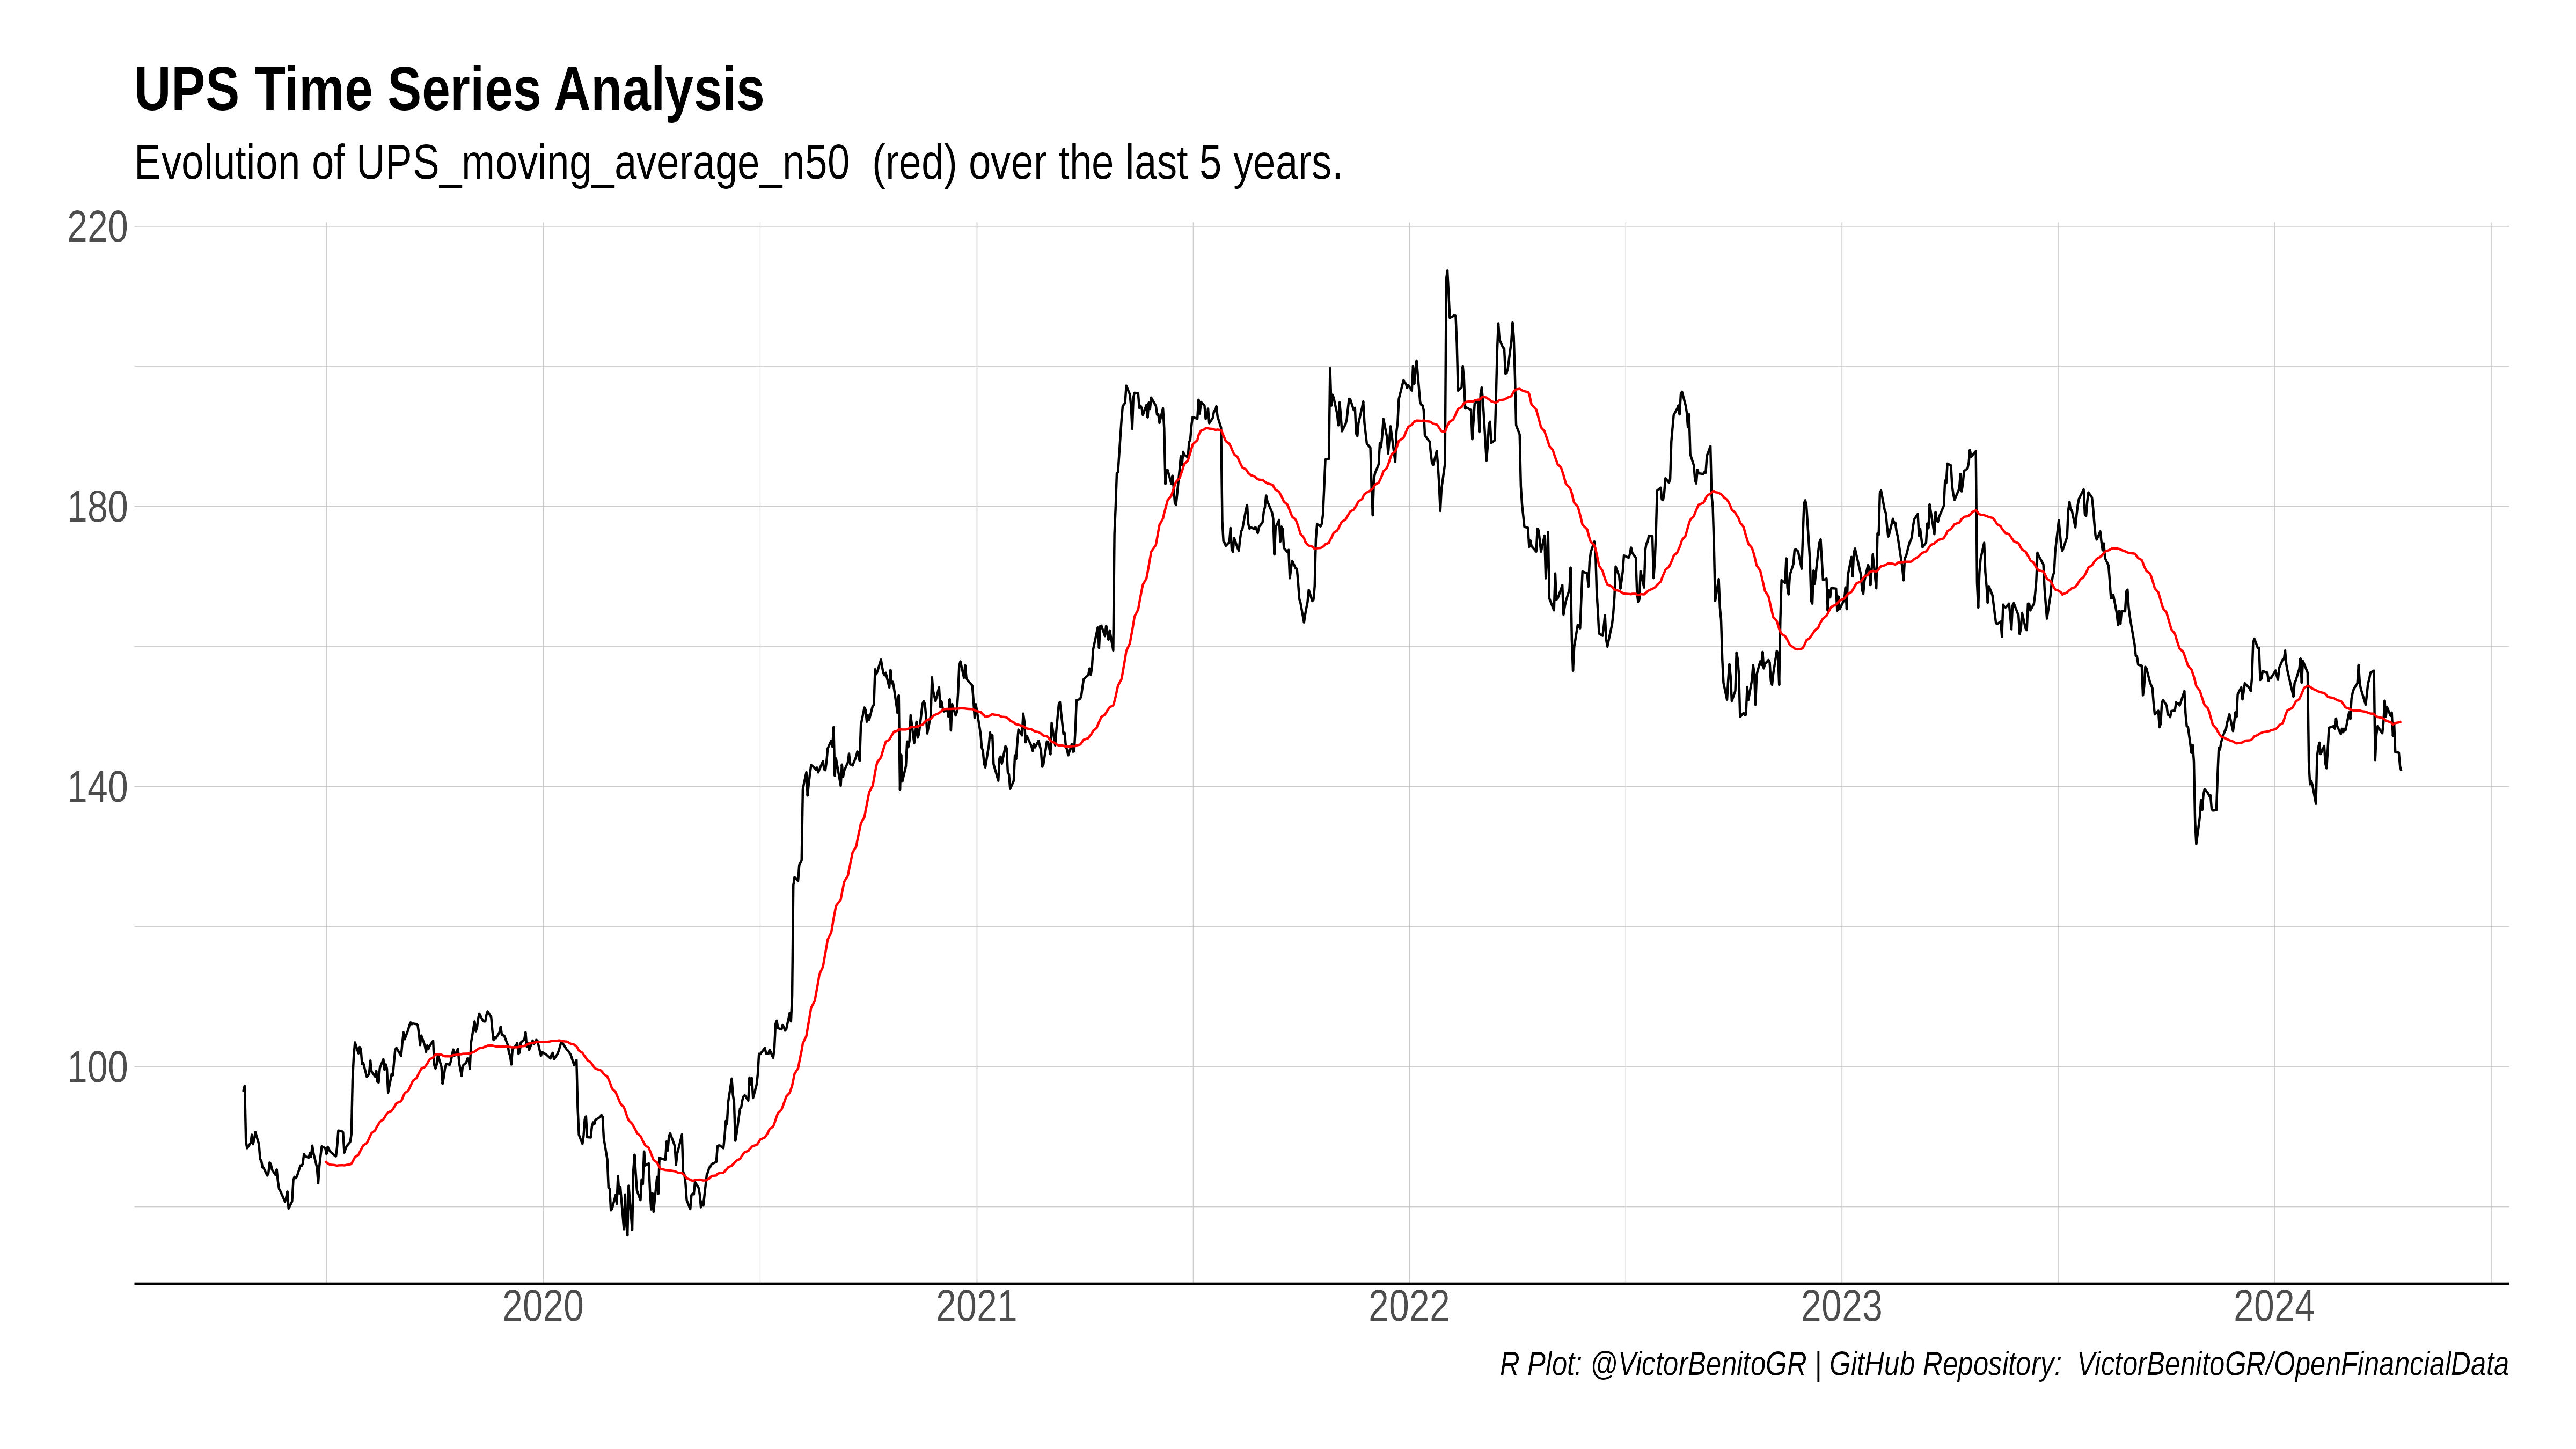 UPS Time Series Analysis
Evolution of UPS_moving_average_n50  (red) over the last 5 years.
220
180
140
100
2020 2021 2022 2023 2024
R Plot: @VictorBenitoGR | GitHub Repository:  VictorBenitoGR/OpenFinancialData